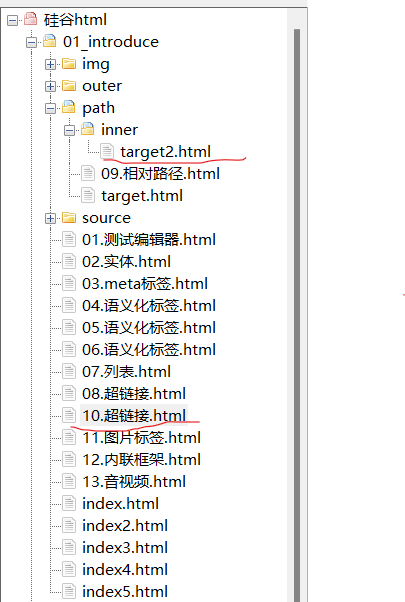 硅谷html
01_introduce
img
outer
path
inner
target2.html
09.相对路径.html
target.html
source
01.测试编辑器.html
02.实体.html
03.meta标签.html
04.语义化标签.html
05.语义化标签.html
06.语义化标签.html
07.列表.html
08.超链接.html
10.超链接.html
11.图片标签.html
12.内联框架.html
13.音视频.html
index.html
index2.html
index3.html
index4.html
index5.html